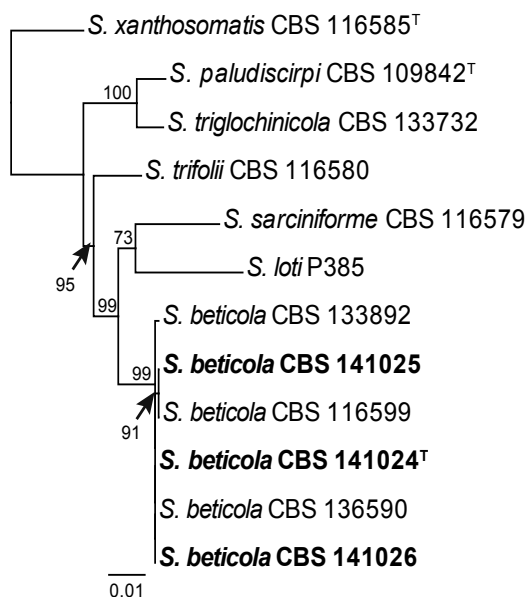 S. xanthosomatis CBS 116585ᵀ
S. paludiscirpi CBS 109842ᵀ
100
S. triglochinicola CBS 133732
S. trifolii CBS 116580
S. sarciniforme CBS 116579
73
S. loti P385
95
99
S. beticola CBS 133892
S. beticola CBS 141025
99
S. beticola CBS 116599
91
S. beticola CBS 141024ᵀ
S. beticola CBS 136590
S. beticola CBS 141026
0.01